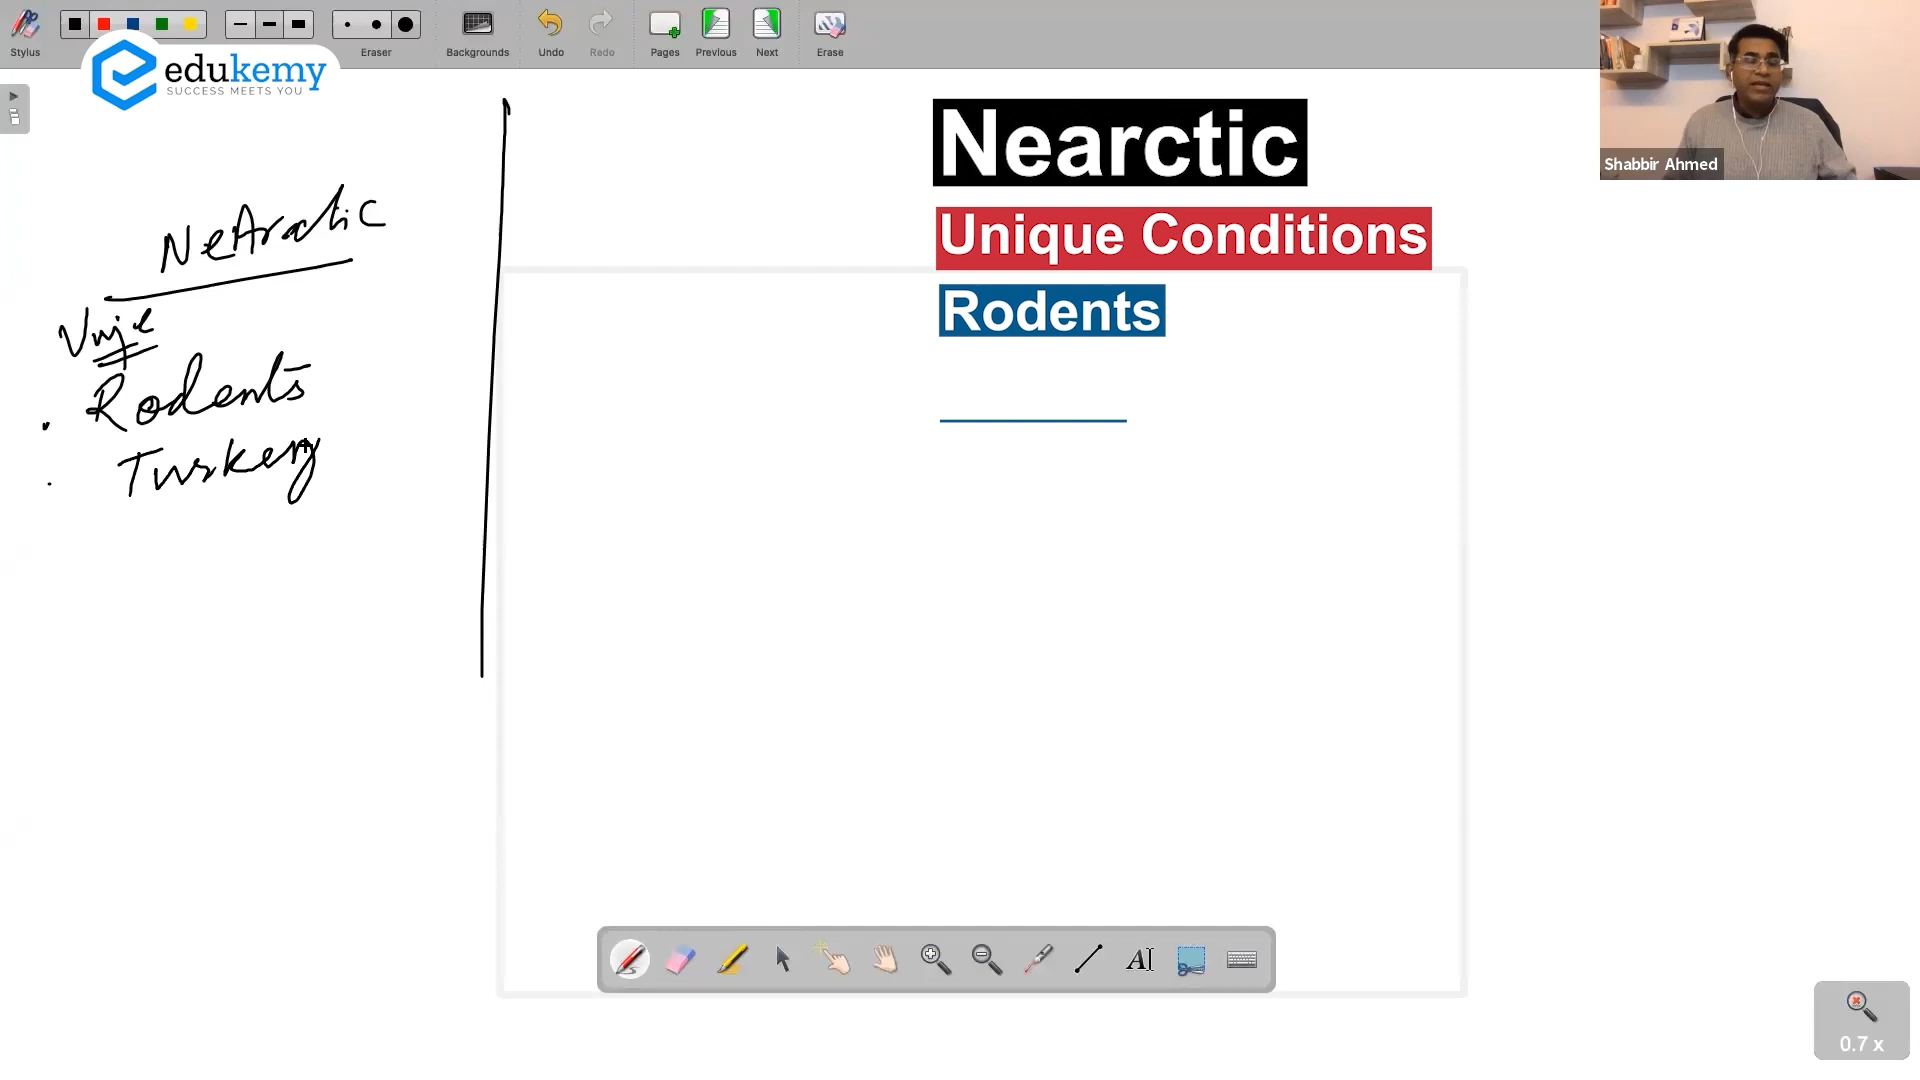 Stylus
Eraser
Backgrounds
Undo
Redo
Pages
Previous
Next
Erase
edukemy
SUCCESS MEETS YOU
Shabbir Ahmed
Nearctic
Unique Conditions
Rodents
NeArctic
Rodents
Turkey
AI
0.7 x